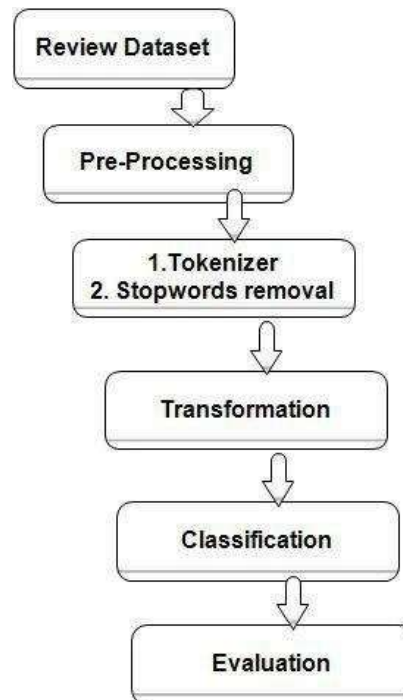 Review Dataset
Pre-Processing
1.Tokenizer
2. Stopwords removal
Transformation
Classification
Evaluation